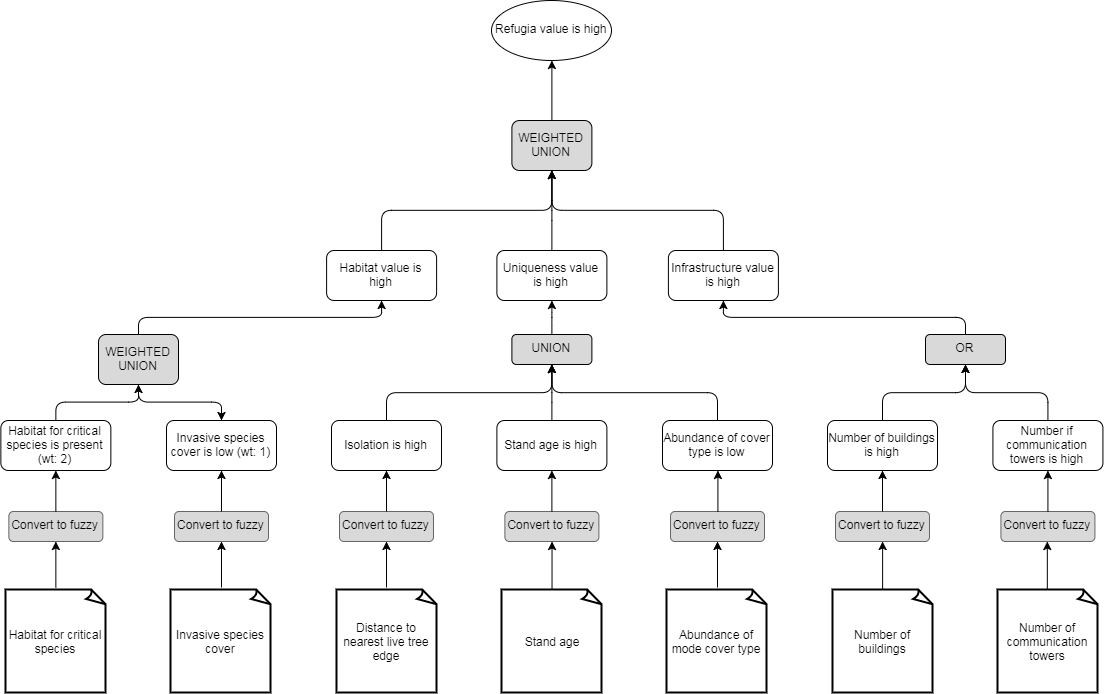 Refugia value is high
WEIGHTED
UNION
Habitat value is
high
Uniqueness value
is high
Infrastructure value
is high
WEIGHTED
UNION
UNION
OR
Habitat for critical
species is present
(wt: 2)
Invasive species
cover is low (wt: 1)
Isolation is high
Stand age is high
Abundance of cover
type is low
Number of buildings
is high
Number if
communication
towers is high
Convert to fuzzy
Convert to fuzzy
Convert to fuzzy
Convert to fuzzy
Convert to fuzzy
Convert to fuzzy
Convert to fuzzy
Habitat for critical
species
Invasive species
cover
Distance to
nearest live tree
edge
Stand age
Abundance of
mode cover type
Number of
buildings
Number of
communication
towers